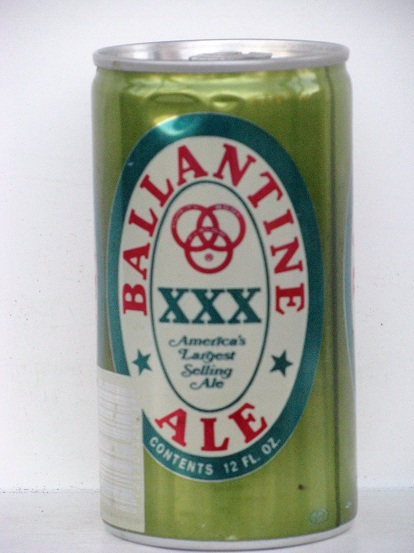 BALLANTINE
®
XXX
America's
Largest
Selling
Ale
ALE
CONTENTS 12 FL. OZ.